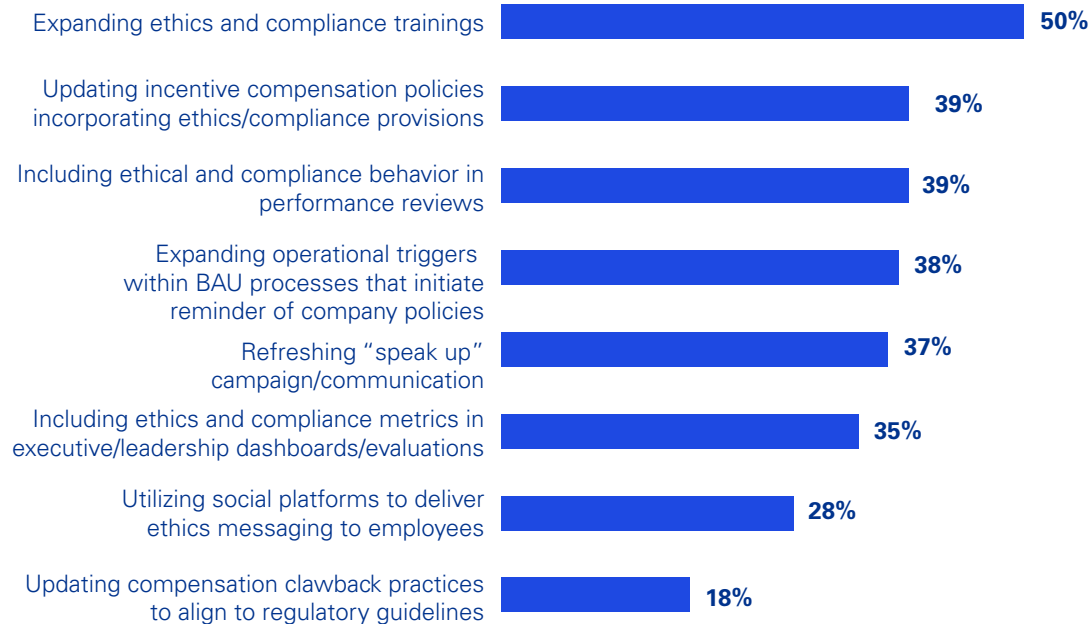 Expanding ethics and compliance trainings
50%
Updating incentive compensation policies
incorporating ethics/compliance provisions
39%
Including ethical and compliance behavior in
performance reviews
39%
Expanding operational triggers
within BAU processes that initiate
reminder of company policies
38%
Refreshing “speak up”
campaign/communication
37%
Including ethics and compliance metrics in
executive/leadership dashboards/evaluations
35%
Utilizing social platforms to deliver
ethics messaging to employees
28%
Updating compensation clawback practices
to align to regulatory guidelines
18%